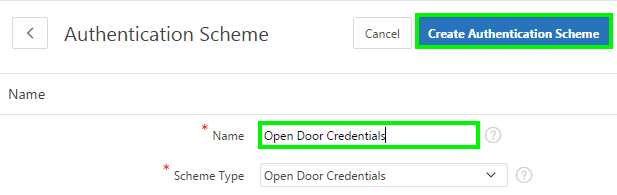 Authentication Scheme
Cancel
Create Authentication Scheme
Name
* Name Open Door Credentials ?
* Scheme Type Open Door Credentials ?